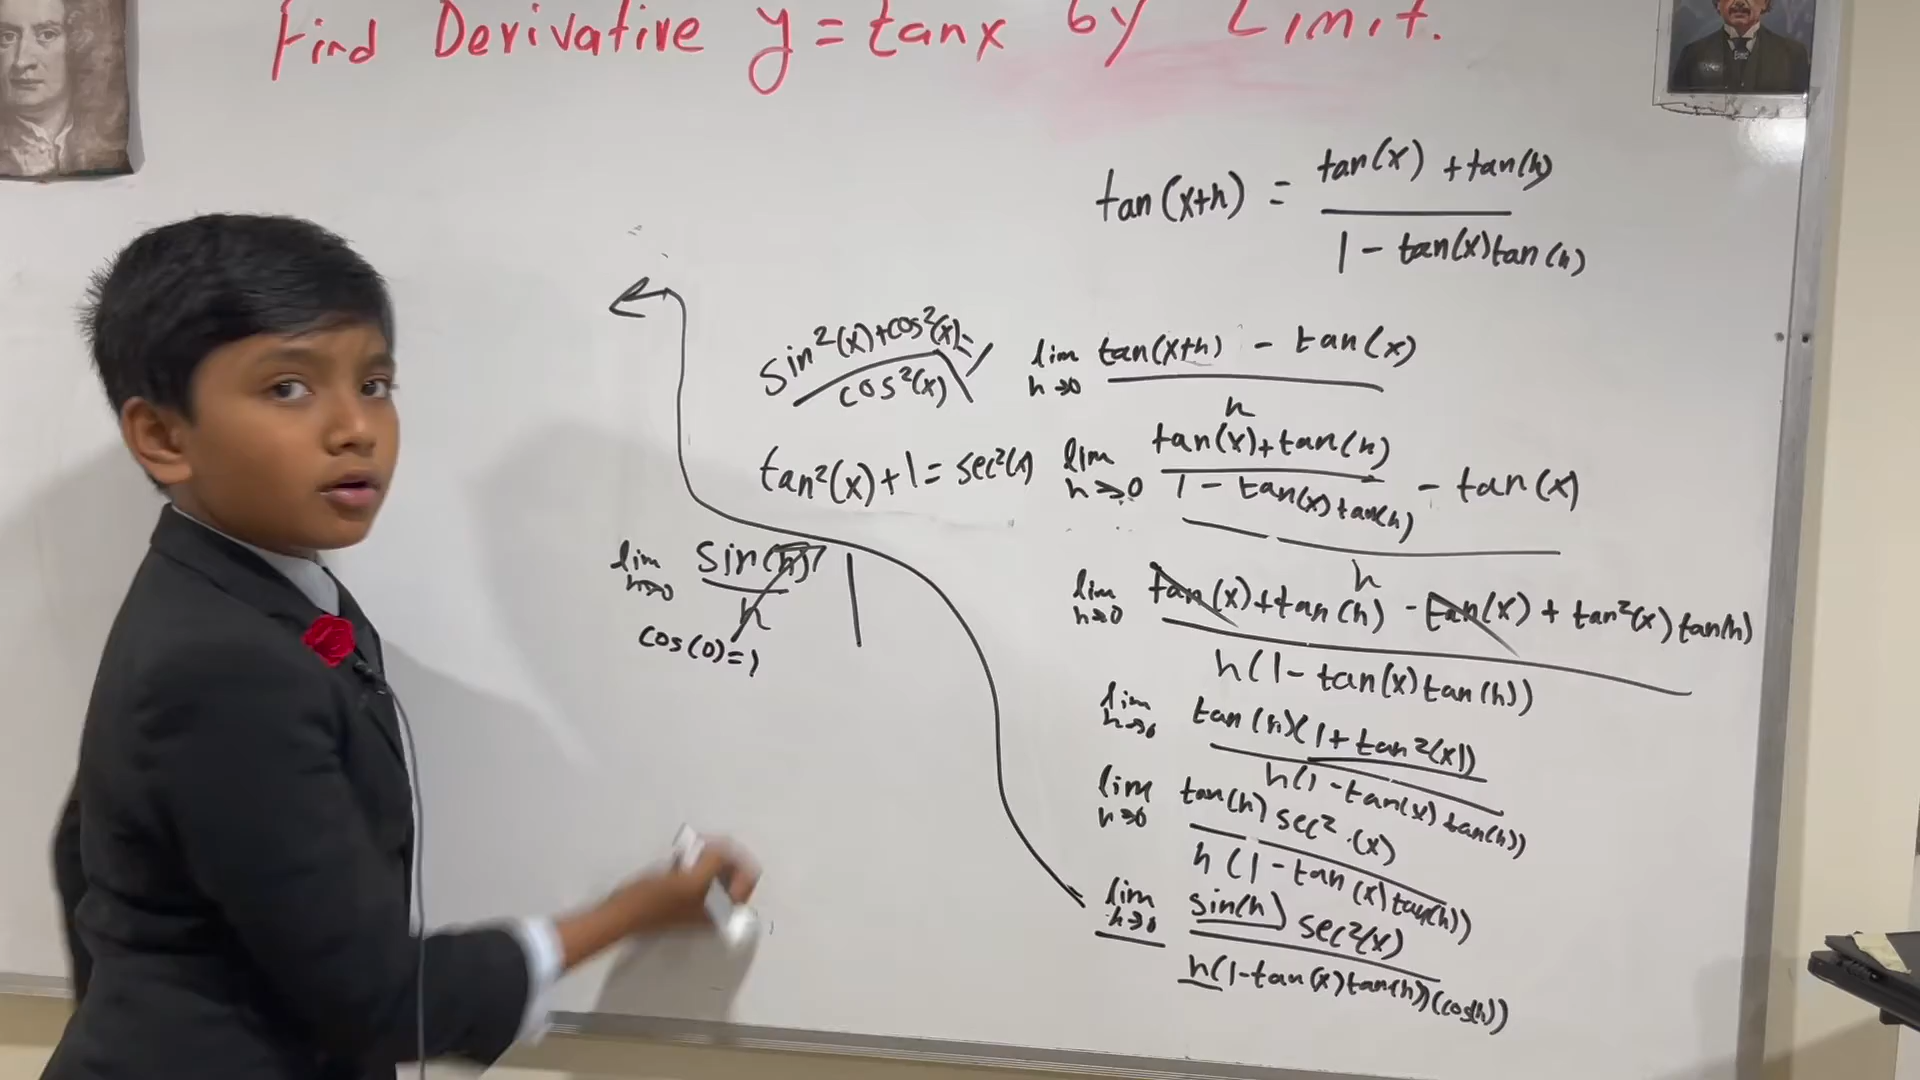 Find Derivative y = tanx by Limit.
tan(x+h) = tan(x) + tan(h)
1 - tan(x)tan(h)
sin²(x)+cos²(x)=1
cos²(x)
tan²(x)+1=sec²(x)
lim h→0 sin(h)
h
cos(0)=1
lim h→0 tan(x+h) - tan(x)
h
lim h→0 tan(x)+tan(h)
1 - tan(x)tan(h) - tan(x)
h
lim h→0 tan(x)+tan(h) - tan(x) + tan²(x)tan(h)
h(1-tan(x)tan(h))
lim h→0 tan(h)(1+tan²(x))
h(1-tan(x)tan(h))
lim h→0 tan(h)sec²·(x)
h(1-tan(x)tan(h))
lim h→0 sin(h) sec²(x)
h(1-tan(x)tan(h))(cos(h))